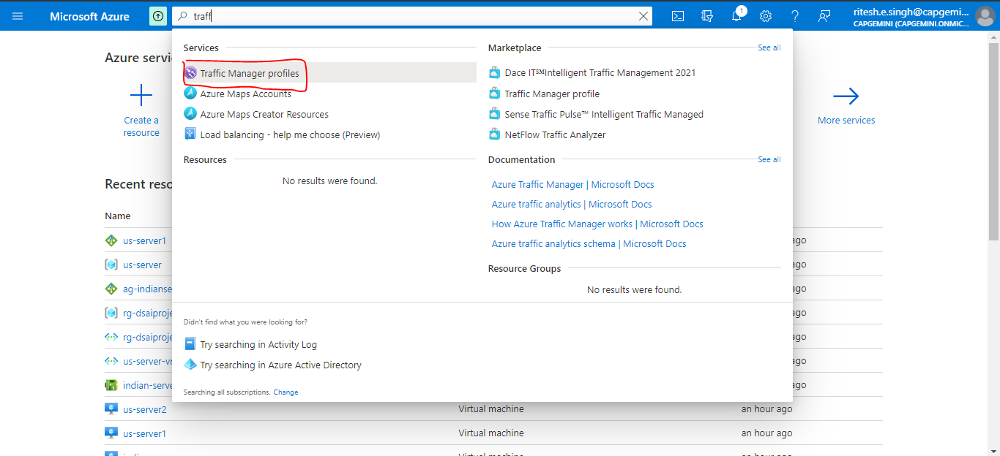 Microsoft Azure
traff
1
ritesh.e.singh@capgemi...
CAPGEMINI (CAPGEMINI.ONMIC...
Azure servi
Create a
resource
More services
Services
Traffic Manager profiles
Azure Maps Accounts
Azure Maps Creator Resources
Load balancing - help me choose (Preview)
Resources
No results were found.
Marketplace
See all
Dace IT℠Intelligent Traffic Management 2021
Traffic Manager profile
Sense Traffic Pulse™ Intelligent Traffic Managed
NetFlow Traffic Analyzer
Documentation
See all
Azure Traffic Manager | Microsoft Docs
Azure traffic analytics | Microsoft Docs
How Azure Traffic Manager works | Microsoft Docs
Azure traffic analytics schema | Microsoft Docs
Resource Groups
No results were found.
Didn't find what you were looking for?
Try searching in Activity Log
Try searching in Azure Active Directory
Searching all subscriptions. Change
Recent reso
Name
us-server1 ago
us-server ago
ag-indianse ago
rg-dsaiproje ago
rg-dsaiproje ago
us-server-vn ago
indian-serve ago
us-server2 Virtual machine an hour ago
us-server1 Virtual machine an hour ago